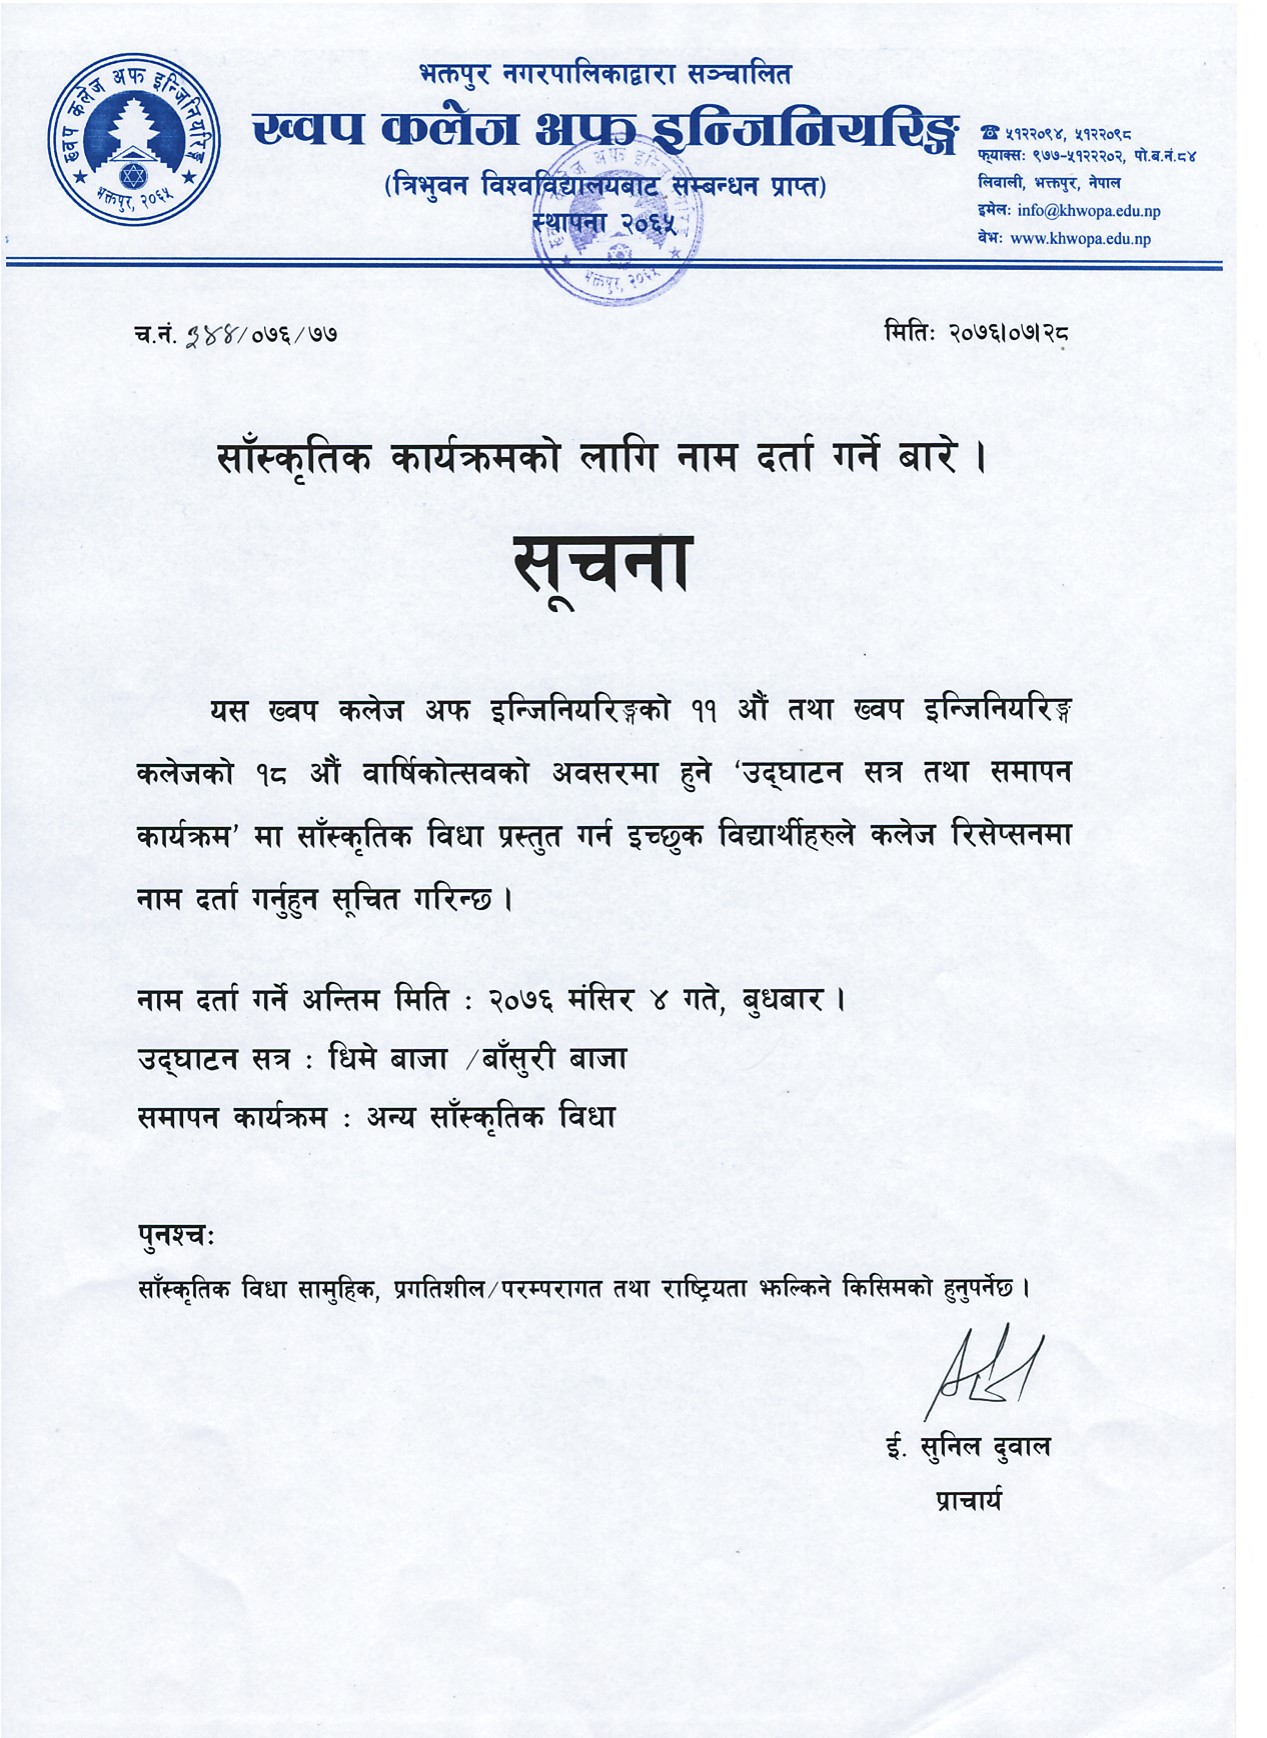 ख्वप कलेज अफ इन्जिनियरिङ्ग
भक्तपुर, २०६५
भक्तपुर नगरपालिकाद्वारा सञ्चालित
ख्वप कलेज अफ इन्जिनियरिङ्ग
(त्रिभुवन विश्वविद्यालयबाट सम्बन्धन प्राप्त)
स्थापना २०६५
भक्तपुर, २०६५
☎ ५१२२०९४, ५१२२०९८
फ्याक्सः ९७७-५१२२२०२, पो.ब.नं.८४
लिवाली, भक्तपुर, नेपाल
इमेलः info@khwopa.edu.np
वेभः www.khwopa.edu.np
च.नं. ३४४/०७६/७७
मितिः २०७६।०७।२८
साँस्कृतिक कार्यक्रमको लागि नाम दर्ता गर्ने बारे ।
सूचना
यस ख्वप कलेज अफ इन्जिनियरिङ्गको ११ औं तथा ख्वप इन्जिनियरिङ्ग
कलेजको १८ औं वार्षिकोत्सवको अवसरमा हुने ‘उद्घाटन सत्र तथा समापन
कार्यक्रम’ मा साँस्कृतिक विधा प्रस्तुत गर्न इच्छुक विद्यार्थीहरुले कलेज रिसेप्सनमा
नाम दर्ता गर्नुहुन सूचित गरिन्छ ।
नाम दर्ता गर्ने अन्तिम मिति : २०७६ मंसिर ४ गते, बुधबार ।
उद्घाटन सत्र : धिमे बाजा /बाँसुरी बाजा
समापन कार्यक्रम : अन्य साँस्कृतिक विधा
पुनश्चः
साँस्कृतिक विधा सामुहिक, प्रगतिशील/परम्परागत तथा राष्ट्रियता झल्किने किसिमको हुनुपर्नेछ ।
ई. सुनिल दुवाल
प्राचार्य